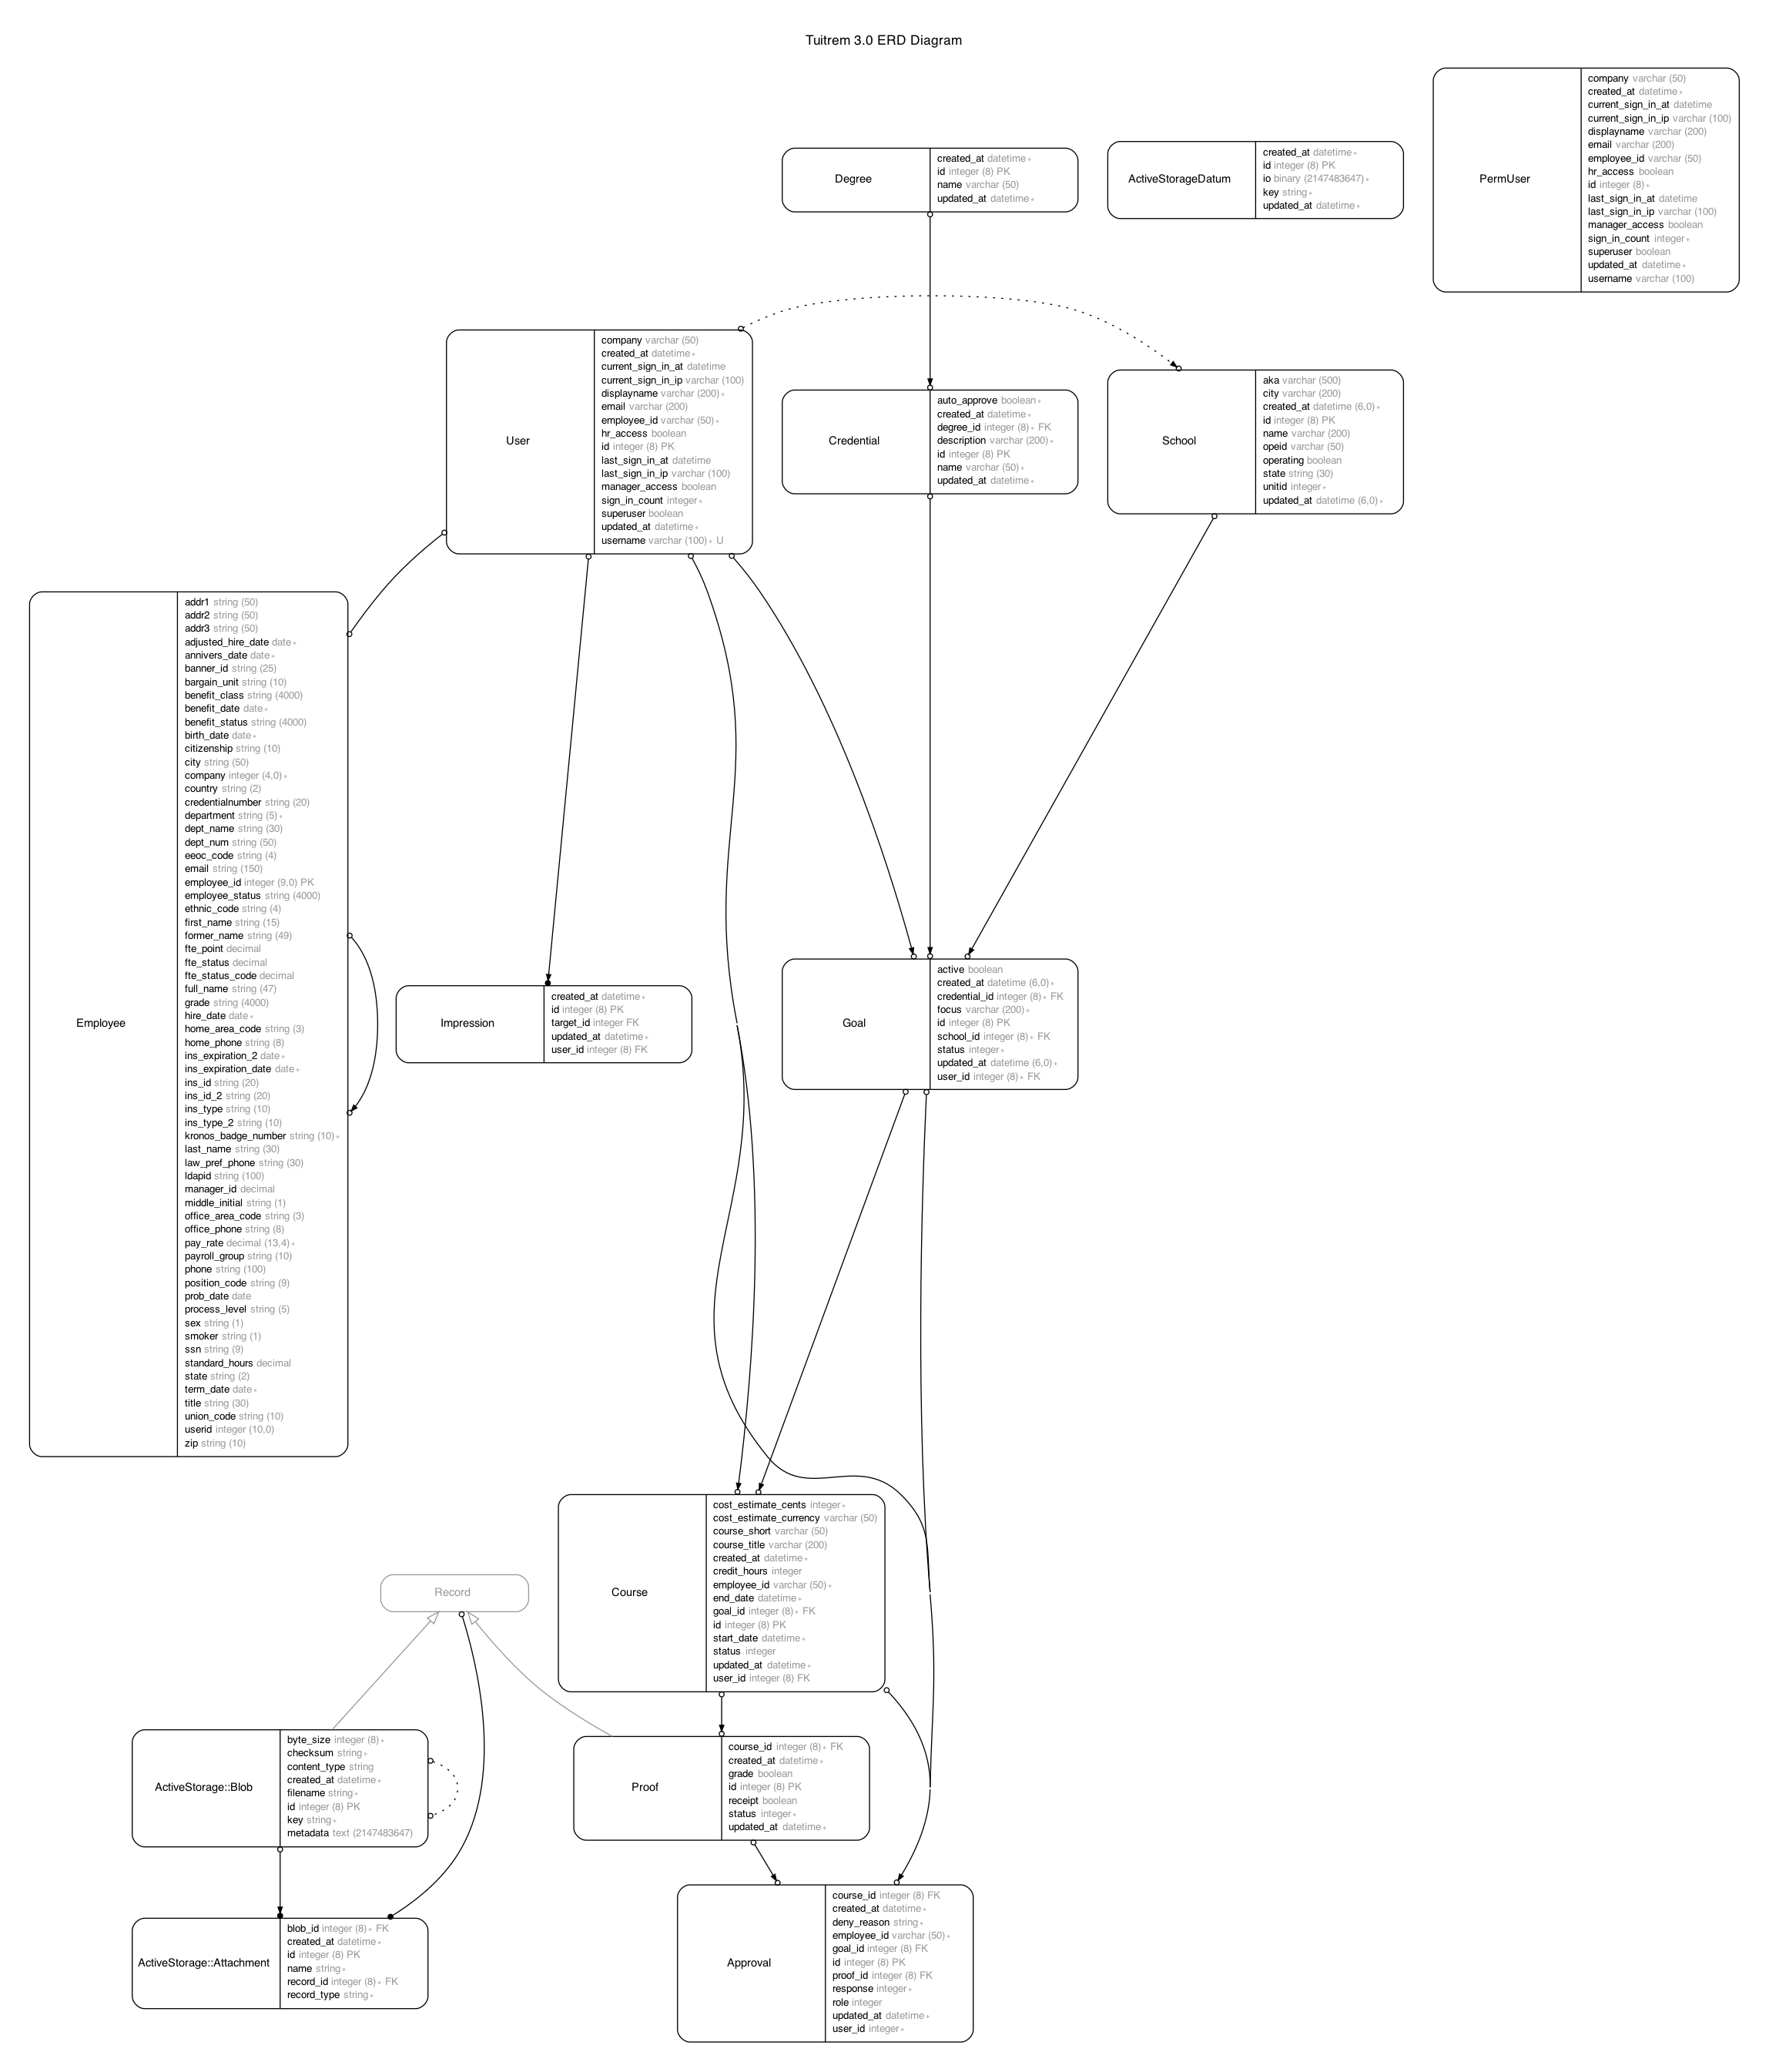 Tuitrem 3.0 ERD Diagram
PermUser
company varchar (50)
created_at datetime ∗
current_sign_in_at datetime
current_sign_in_ip varchar (100)
displayname varchar (200)
email varchar (200)
employee_id varchar (50)
hr_access boolean
id integer (8) ∗
last_sign_in_at datetime
last_sign_in_ip varchar (100)
manager_access boolean
sign_in_count integer ∗
superuser boolean
updated_at datetime ∗
username varchar (100)
Degree
created_at datetime ∗
id integer (8) PK
name varchar (50)
updated_at datetime ∗
ActiveStorageDatum
created_at datetime ∗
id integer (8) PK
io binary (2147483647) ∗
key string ∗
updated_at datetime ∗
User
company varchar (50)
created_at datetime ∗
current_sign_in_at datetime
current_sign_in_ip varchar (100)
displayname varchar (200) ∗
email varchar (200)
employee_id varchar (50) ∗
hr_access boolean
id integer (8) PK
last_sign_in_at datetime
last_sign_in_ip varchar (100)
manager_access boolean
sign_in_count integer ∗
superuser boolean
updated_at datetime ∗
username varchar (100) ∗ U
Credential
auto_approve boolean ∗
created_at datetime ∗
degree_id integer (8) ∗ FK
description varchar (200) ∗
id integer (8) PK
name varchar (50) ∗
updated_at datetime ∗
School
aka varchar (500)
city varchar (200)
created_at datetime (6,0) ∗
id integer (8) PK
name varchar (200)
opeid varchar (50)
operating boolean
state string (30)
unitid integer ∗
updated_at datetime (6,0) ∗
Employee
addr1 string (50)
addr2 string (50)
addr3 string (50)
adjusted_hire_date date ∗
annivers_date date ∗
banner_id string (25)
bargain_unit string (10)
benefit_class string (4000)
benefit_date date ∗
benefit_status string (4000)
birth_date date ∗
citizenship string (10)
city string (50)
company integer (4,0) ∗
country string (2)
credentialnumber string (20)
department string (5) ∗
dept_name string (30)
dept_num string (50)
eeoc_code string (4)
email string (150)
employee_id integer (9,0) PK
employee_status string (4000)
ethnic_code string (4)
first_name string (15)
former_name string (49)
fte_point decimal
fte_status decimal
fte_status_code decimal
full_name string (47)
grade string (4000)
hire_date date ∗
home_area_code string (3)
home_phone string (8)
ins_expiration_2 date ∗
ins_expiration_date date ∗
ins_id string (20)
ins_id_2 string (20)
ins_type string (10)
ins_type_2 string (10)
kronos_badge_number string (10) ∗
last_name string (30)
law_pref_phone string (30)
ldapid string (100)
manager_id decimal
middle_initial string (1)
office_area_code string (3)
office_phone string (8)
pay_rate decimal (13,4) ∗
payroll_group string (10)
phone string (100)
position_code string (9)
prob_date date
process_level string (5)
sex string (1)
smoker string (1)
ssn string (9)
standard_hours decimal
state string (2)
term_date date ∗
title string (30)
union_code string (10)
userid integer (10,0)
zip string (10)
Impression
created_at datetime ∗
id integer (8) PK
target_id integer FK
updated_at datetime ∗
user_id integer (8) FK
Goal
active boolean
created_at datetime (6,0) ∗
credential_id integer (8) ∗ FK
focus varchar (200) ∗
id integer (8) PK
school_id integer (8) ∗ FK
status integer ∗
updated_at datetime (6,0) ∗
user_id integer (8) ∗ FK
Course
cost_estimate_cents integer ∗
cost_estimate_currency varchar (50)
course_short varchar (50)
course_title varchar (200)
created_at datetime ∗
credit_hours integer
employee_id varchar (50) ∗
end_date datetime ∗
goal_id integer (8) ∗ FK
id integer (8) PK
start_date datetime ∗
status integer
updated_at datetime ∗
user_id integer (8) FK
Record
ActiveStorage::Blob
byte_size integer (8) ∗
checksum string ∗
content_type string
created_at datetime ∗
filename string ∗
id integer (8) PK
key string ∗
metadata text (2147483647)
Proof
course_id integer (8) ∗ FK
created_at datetime ∗
grade boolean
id integer (8) PK
receipt boolean
status integer ∗
updated_at datetime ∗
ActiveStorage::Attachment
blob_id integer (8) ∗ FK
created_at datetime ∗
id integer (8) PK
name string ∗
record_id integer (8) ∗ FK
record_type string ∗
Approval
course_id integer (8) FK
created_at datetime ∗
deny_reason string ∗
employee_id varchar (50) ∗
goal_id integer (8) FK
id integer (8) PK
proof_id integer (8) FK
response integer ∗
role integer
updated_at datetime ∗
user_id integer ∗